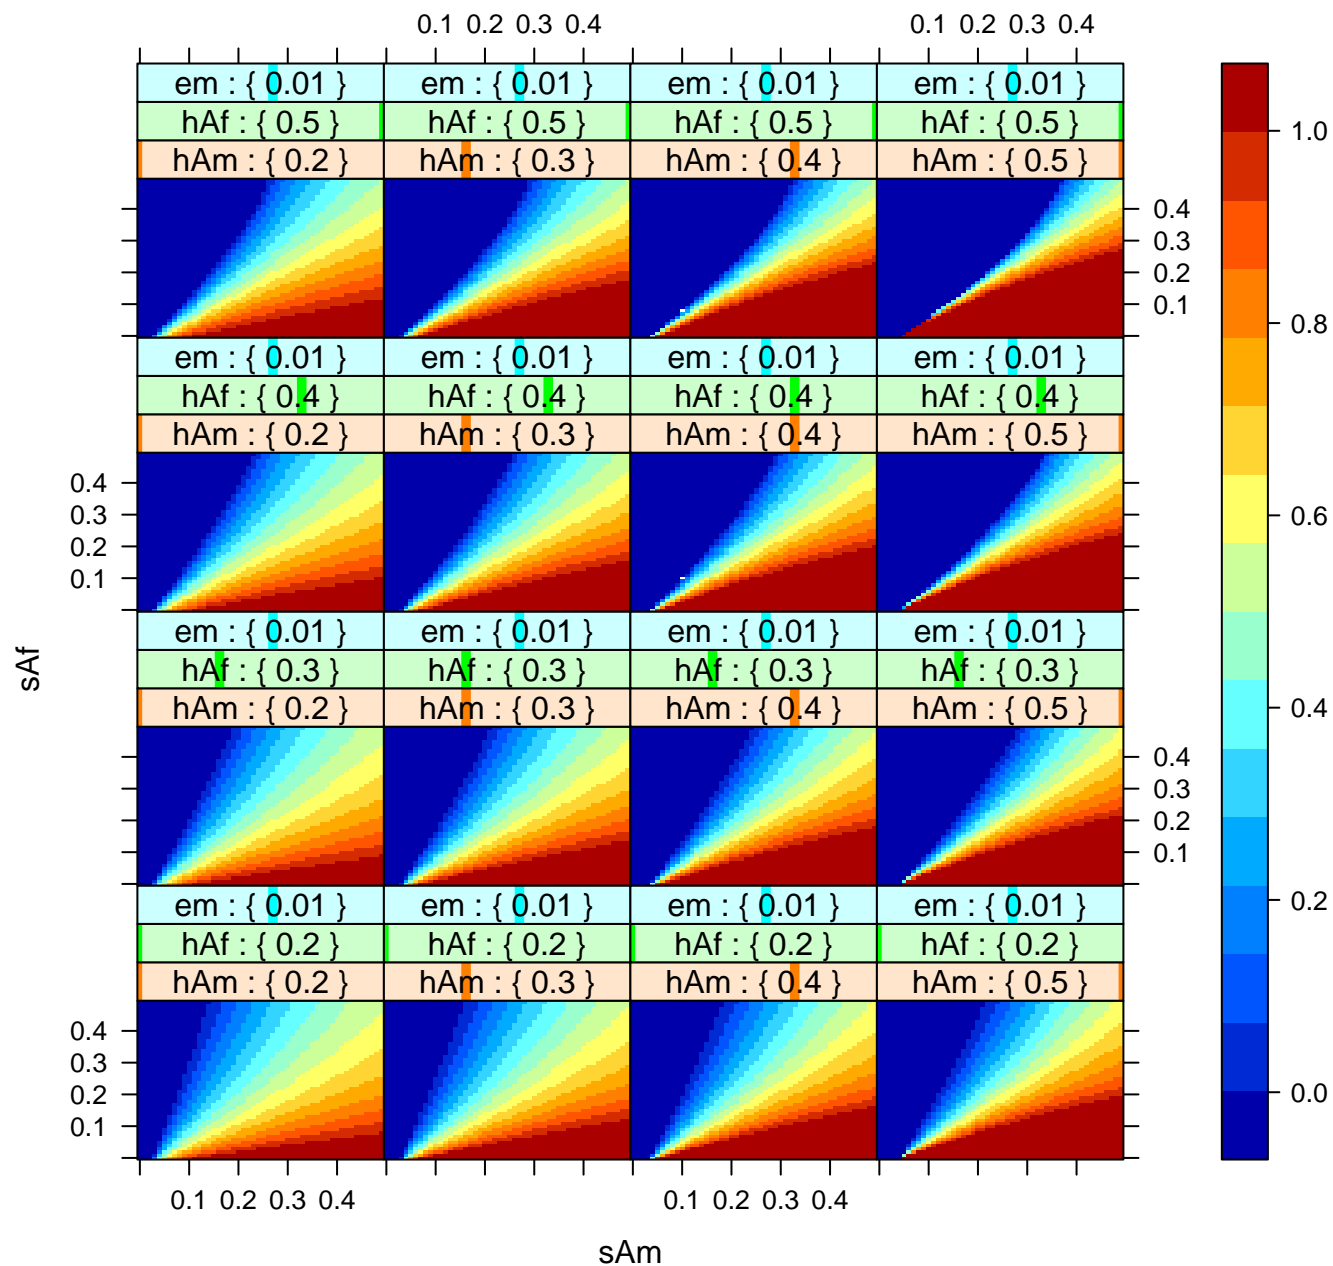 0.1 0.2 0.3 0.4 0.1 0.2 0.3 0.4
em : { 0.01 } em : { 0.01 } em : { 0.01 } em : { 0.01 }
hAf : { 0.5 } hAf : { 0.5 } hAf : { 0.5 } hAf : { 0.5 }
hAm : { 0.2 } hAm : { 0.3 } hAm : { 0.4 } hAm : { 0.5 }
0.4
0.3
0.2
0.1
em : { 0.01 } em : { 0.01 } em : { 0.01 } em : { 0.01 }
hAf : { 0.4 } hAf : { 0.4 } hAf : { 0.4 } hAf : { 0.4 }
hAm : { 0.2 } hAm : { 0.3 } hAm : { 0.4 } hAm : { 0.5 }
0.4
0.3
0.2
0.1
em : { 0.01 } em : { 0.01 } em : { 0.01 } em : { 0.01 }
hAf : { 0.3 } hAf : { 0.3 } hAf : { 0.3 } hAf : { 0.3 }
hAm : { 0.2 } hAm : { 0.3 } hAm : { 0.4 } hAm : { 0.5 }
0.4
0.3
0.2
0.1
em : { 0.01 } em : { 0.01 } em : { 0.01 } em : { 0.01 }
hAf : { 0.2 } hAf : { 0.2 } hAf : { 0.2 } hAf : { 0.2 }
hAm : { 0.2 } hAm : { 0.3 } hAm : { 0.4 } hAm : { 0.5 }
0.4
0.3
0.2
0.1
0.1 0.2 0.3 0.4 0.1 0.2 0.3 0.4
sAm
sAf
1.0
0.8
0.6
0.4
0.2
0.0